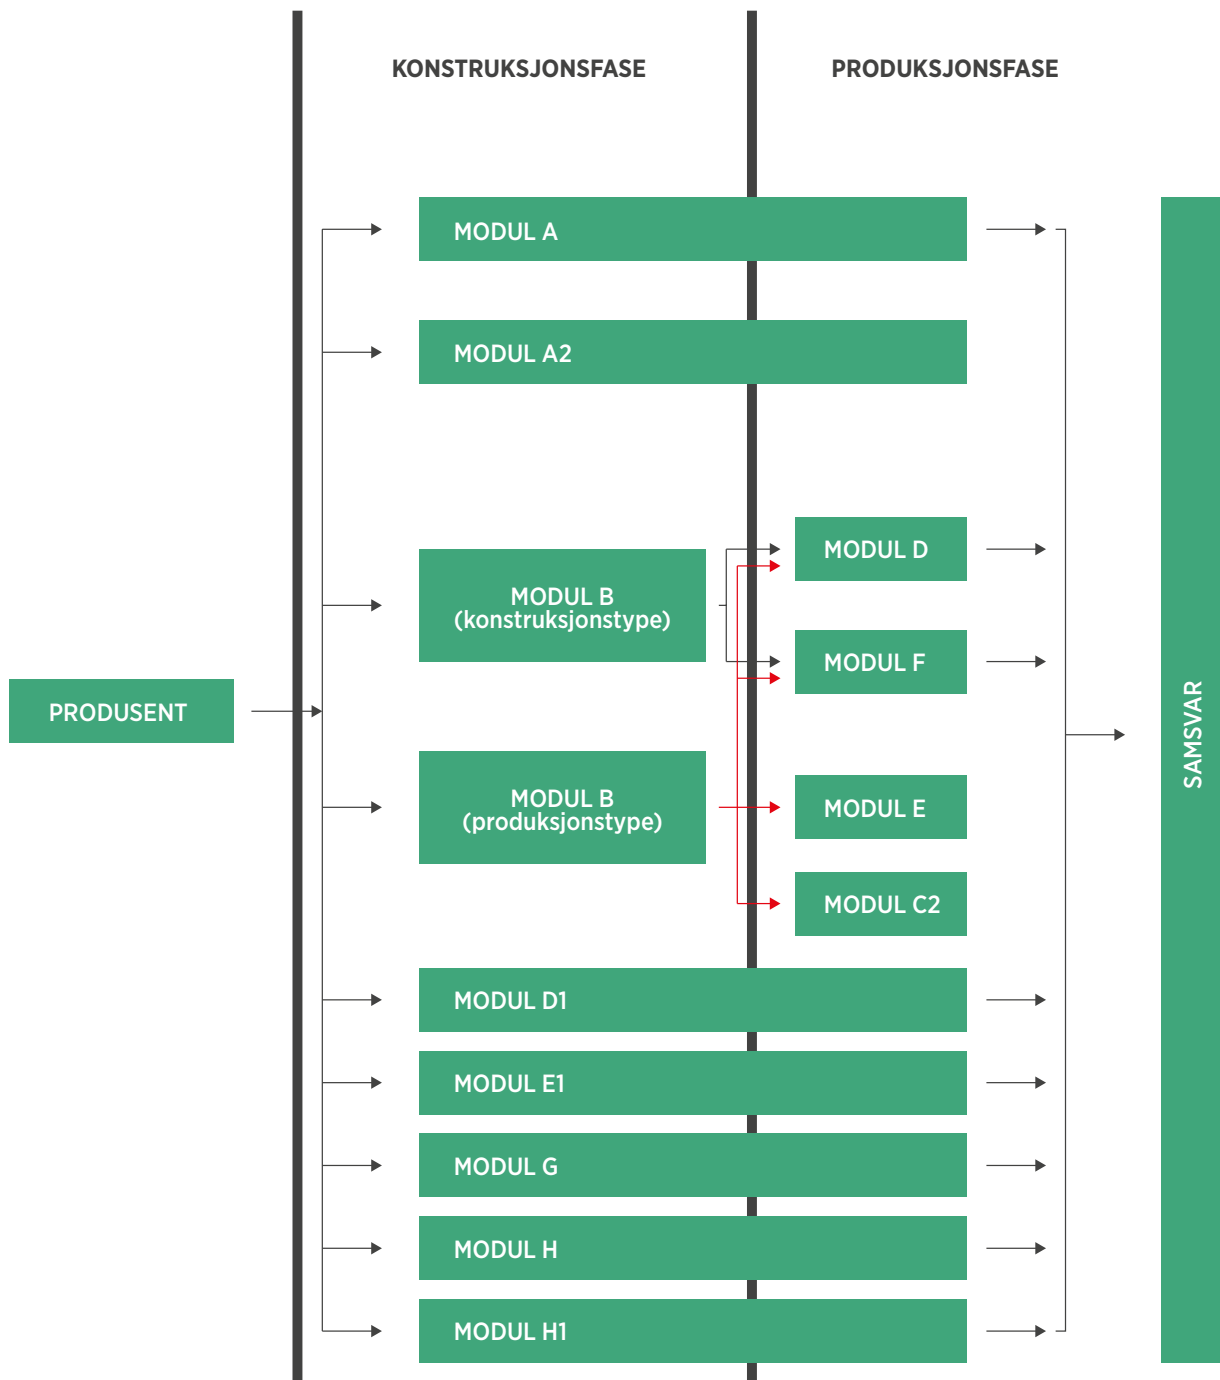 KONSTRUKSJONSFASE
PRODUKSJONSFASE
MODUL A
MODUL A2
MODUL B
(konstruksjonstype)
MODUL D
MODUL F
PRODUSENT
MODUL B
(produksjonstype)
MODUL E
MODUL C2
SAMSVAR
MODUL D1
MODUL E1
MODUL G
MODUL H
MODUL H1